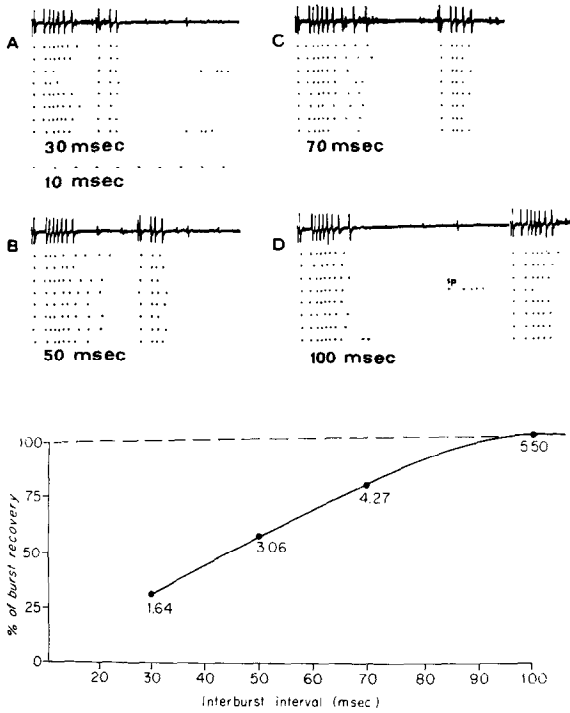 A
30 msec
10 msec
C
70 msec
B
50 msec
D
sp
100 msec
% of burst recovery
100
75
50
25
0
1.64
3.06
4.27
5.50
20 30 40 50 60 70 80 90 100
Interburst interval (msec)